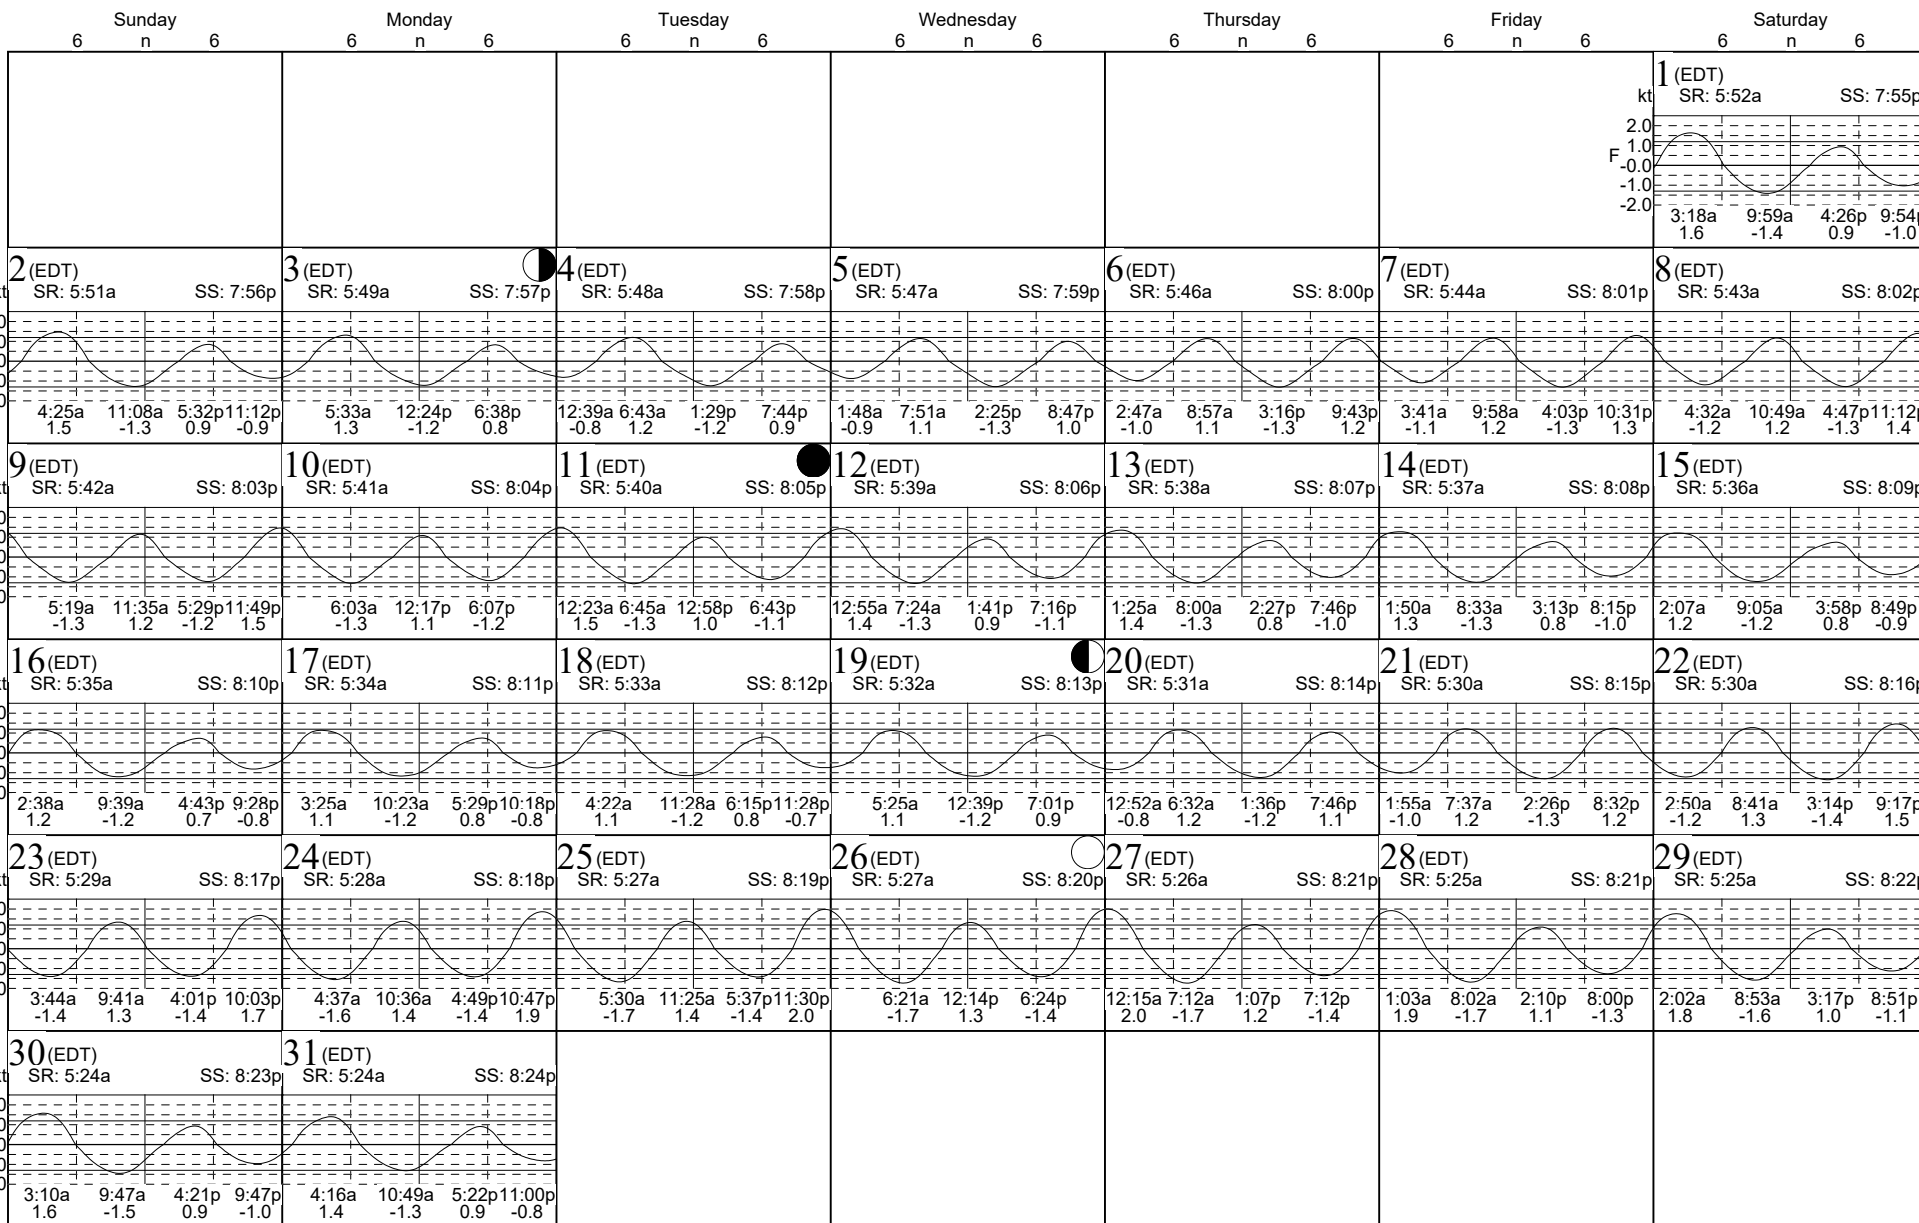 Sunday Monday Tuesday Wednesday Thursday Friday Saturday
6 n 6 6 n 6 6 n 6 6 n 6 6 n 6 6 n 6 6 n 6
1 (EDT)
kt SR: 5:52a SS: 7:55p
2.0
1.0
F -0.0
-1.0
-2.0
3:18a 9:59a 4:26p 9:54p
1.6 -1.4 0.9 -1.0
2 (EDT) 3 (EDT) 4 (EDT) 5 (EDT) 6 (EDT) 7 (EDT) 8 (EDT)
SR: 5:51a SS: 7:56p SR: 5:49a SS: 7:57p SR: 5:48a SS: 7:58p SR: 5:47a SS: 7:59p SR: 5:46a SS: 8:00p SR: 5:44a SS: 8:01p SR: 5:43a SS: 8:02p
4:25a 11:08a 5:32p 11:12p 5:33a 12:24p 6:38p 12:39a 6:43a 1:29p 7:44p 1:48a 7:51a 2:25p 8:47p 2:47a 8:57a 3:16p 9:43p 3:41a 9:58a 4:03p 10:31p 4:32a 10:49a 4:47p 11:12p
1.5 -1.3 0.9 -0.9 1.3 -1.2 0.8 -0.8 1.2 -1.2 0.9 -0.9 1.1 -1.3 1.0 -1.0 1.1 -1.3 1.2 -1.1 1.2 -1.3 1.3 -1.2 1.2 -1.3 1.4
9 (EDT) 10 (EDT) 11 (EDT) 12 (EDT) 13 (EDT) 14 (EDT) 15 (EDT)
SR: 5:42a SS: 8:03p SR: 5:41a SS: 8:04p SR: 5:40a SS: 8:05p SR: 5:39a SS: 8:06p SR: 5:38a SS: 8:07p SR: 5:37a SS: 8:08p SR: 5:36a SS: 8:09p
5:19a 11:35a 5:29p 11:49p 6:03a 12:17p 6:07p 12:23a 6:45a 12:58p 6:43p 12:55a 7:24a 1:41p 7:16p 1:25a 8:00a 2:27p 7:46p 1:50a 8:33a 3:13p 8:15p 2:07a 9:05a 3:58p 8:49p
-1.3 1.2 -1.2 1.5 -1.3 1.1 -1.2 1.5 -1.3 1.0 -1.1 1.4 -1.3 0.9 -1.1 1.4 -1.3 0.8 -1.0 1.3 -1.3 0.8 -1.0 1.2 -1.2 0.8 -0.9
16 (EDT) 17 (EDT) 18 (EDT) 19 (EDT) 20 (EDT) 21 (EDT) 22 (EDT)
SR: 5:35a SS: 8:10p SR: 5:34a SS: 8:11p SR: 5:33a SS: 8:12p SR: 5:32a SS: 8:13p SR: 5:31a SS: 8:14p SR: 5:30a SS: 8:15p SR: 5:30a SS: 8:16p
2:38a 9:39a 4:43p 9:28p 3:25a 10:23a 5:29p 10:18p 4:22a 11:28a 6:15p 11:28p 5:25a 12:39p 7:01p 12:52a 6:32a 1:36p 7:46p 1:55a 7:37a 2:26p 8:32p 2:50a 8:41a 3:14p 9:17p
1.2 -1.2 0.7 -0.8 1.1 -1.2 0.8 -0.8 1.1 -1.2 0.8 -0.7 1.1 -1.2 0.9 -0.8 1.2 -1.2 1.1 -1.0 1.2 -1.3 1.2 -1.2 1.3 -1.4 1.5
23 (EDT) 24 (EDT) 25 (EDT) 26 (EDT) 27 (EDT) 28 (EDT) 29 (EDT)
SR: 5:29a SS: 8:17p SR: 5:28a SS: 8:18p SR: 5:27a SS: 8:19p SR: 5:27a SS: 8:20p SR: 5:26a SS: 8:21p SR: 5:25a SS: 8:21p SR: 5:25a SS: 8:22p
3:44a 9:41a 4:01p 10:03p 4:37a 10:36a 4:49p 10:47p 5:30a 11:25a 5:37p 11:30p 6:21a 12:14p 6:24p 12:15a 7:12a 1:07p 7:12p 1:03a 8:02a 2:10p 8:00p 2:02a 8:53a 3:17p 8:51p
-1.4 1.3 -1.4 1.7 -1.6 1.4 -1.4 1.9 -1.7 1.4 -1.4 2.0 -1.7 1.3 -1.4 2.0 -1.7 1.2 -1.4 1.9 -1.7 1.1 -1.3 1.8 -1.6 1.0 -1.1
30 (EDT) 31 (EDT)
SR: 5:24a SS: 8:23p SR: 5:24a SS: 8:24p
3:10a 9:47a 4:21p 9:47p 4:16a 10:49a 5:22p 11:00p
1.6 -1.5 0.9 -1.0 1.4 -1.3 0.9 -0.8